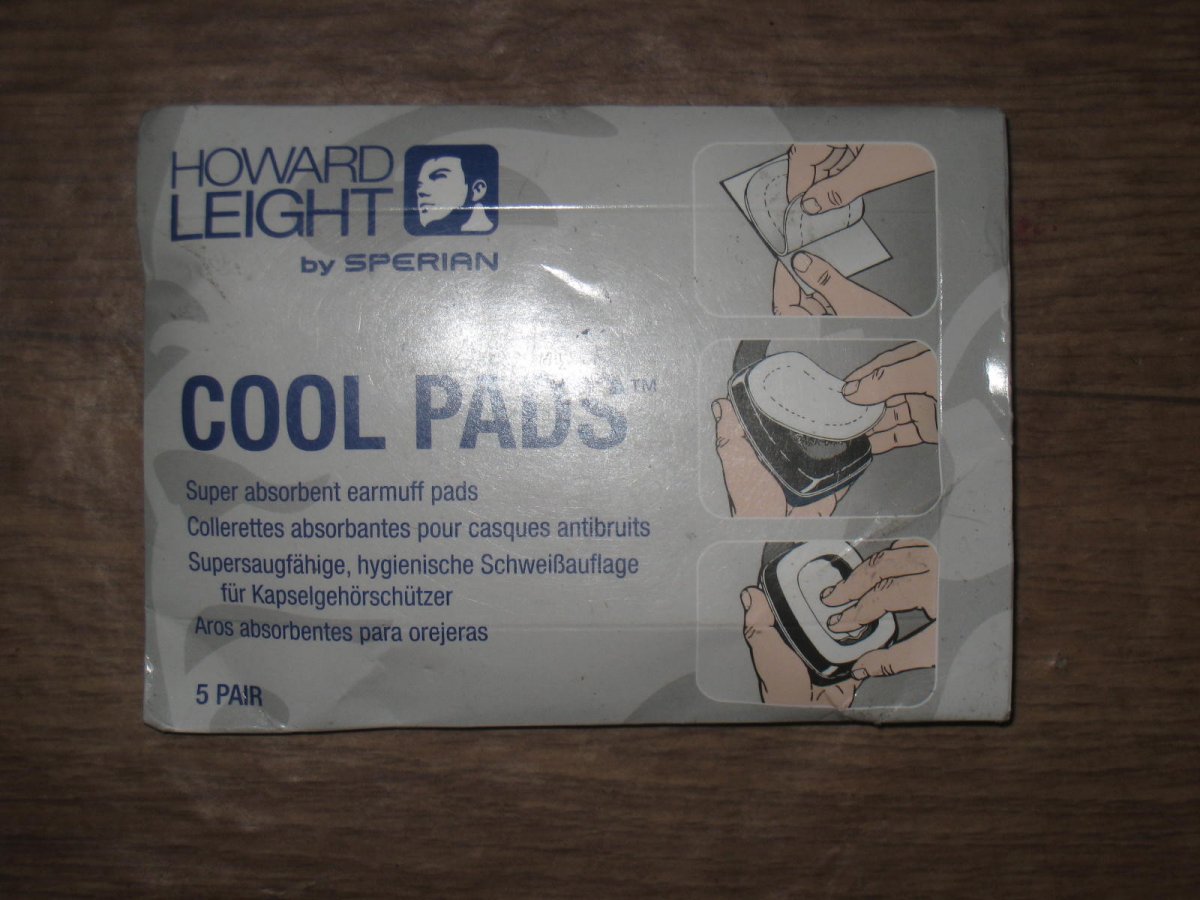 HOWARD
LEIGHT
by SPERIAN
COOL PADS™
Super absorbent earmuff pads
Collerettes absorbantes pour casques antibruits
Supersaugfähige, hygienische Schweißauflage
für Kapselgehörschützer
Aros absorbentes para orejeras
5 PAIR